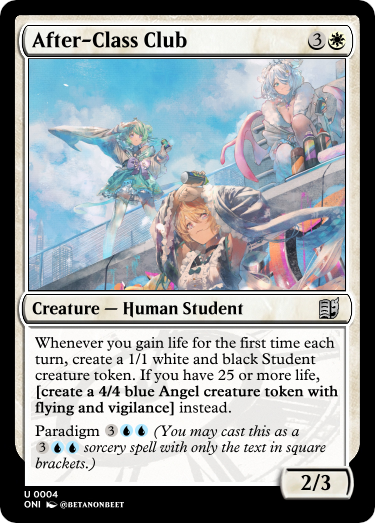 After-Class Club 3
Creature — Human Student
Whenever you gain life for the first time each
turn, create a 1/1 white and black Student
creature token. If you have 25 or more life,
[create a 4/4 blue Angel creature token with
flying and vigilance] instead.
Paradigm 3 (You may cast this as a
3 sorcery spell with only the text in square
brackets.)
2/3
U 0004
ONI @BETANONBEET